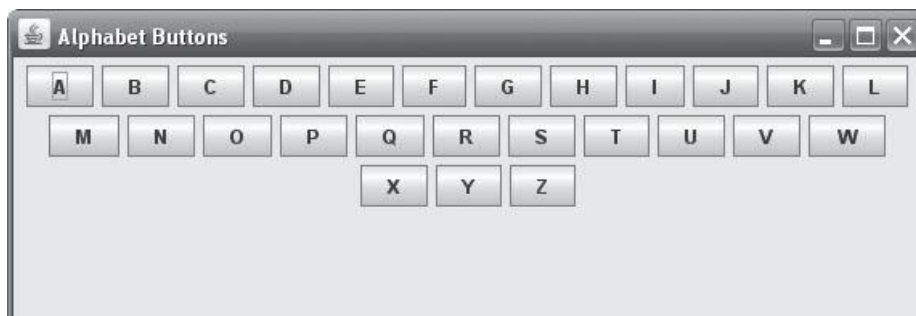 Alphabet Buttons
A B C D E F G H I J K L
M N O P Q R S T U V W
X Y Z